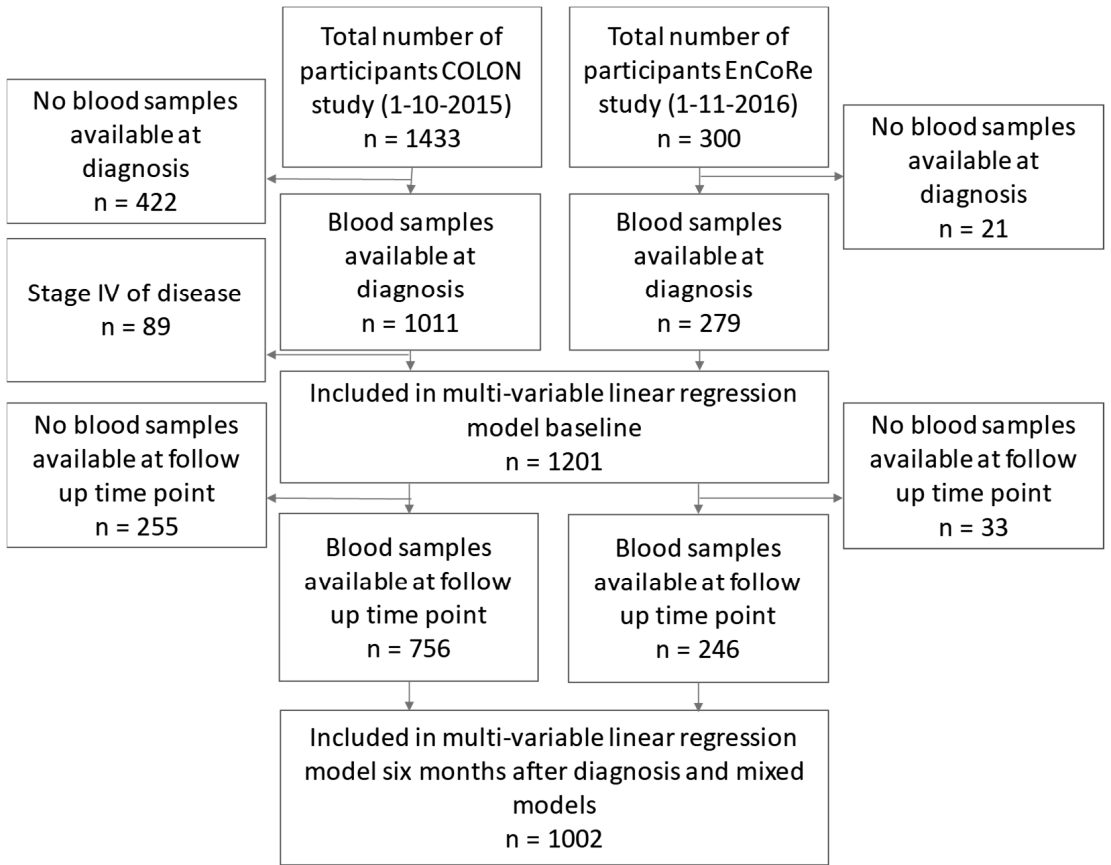 Total number of
participants COLON
study (1-10-2015)
n = 1433
Total number of
participants EnCoRe
study (1-11-2016)
n = 300
No blood samples
available at
diagnosis
n = 422
No blood samples
available at
diagnosis
n = 21
Blood samples
available at
diagnosis
n = 1011
Blood samples
available at
diagnosis
n = 279
Stage IV of disease
n = 89
Included in multi-variable linear regression
model baseline
n = 1201
No blood samples
available at follow
up time point
n = 255
No blood samples
available at follow
up time point
n = 33
Blood samples
available at follow
up time point
n = 756
Blood samples
available at follow
up time point
n = 246
Included in multi-variable linear regression
model six months after diagnosis and mixed
models
n = 1002